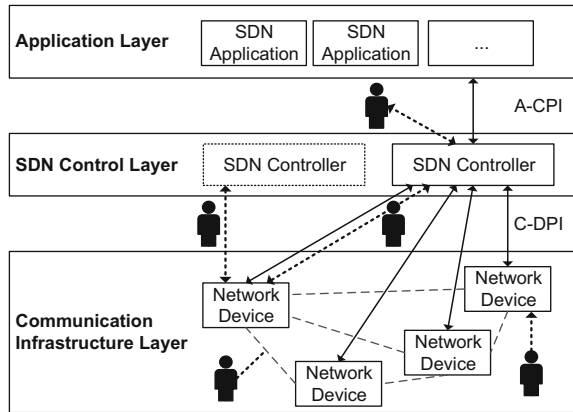 SDN
Application
SDN
Application
...
Application Layer
A-CPI
SDN Control Layer
SDN Controller
SDN Controller
C-DPI
Network
Device
Network
Device
Communication
Infrastructure Layer
Network
Device
Network
Device